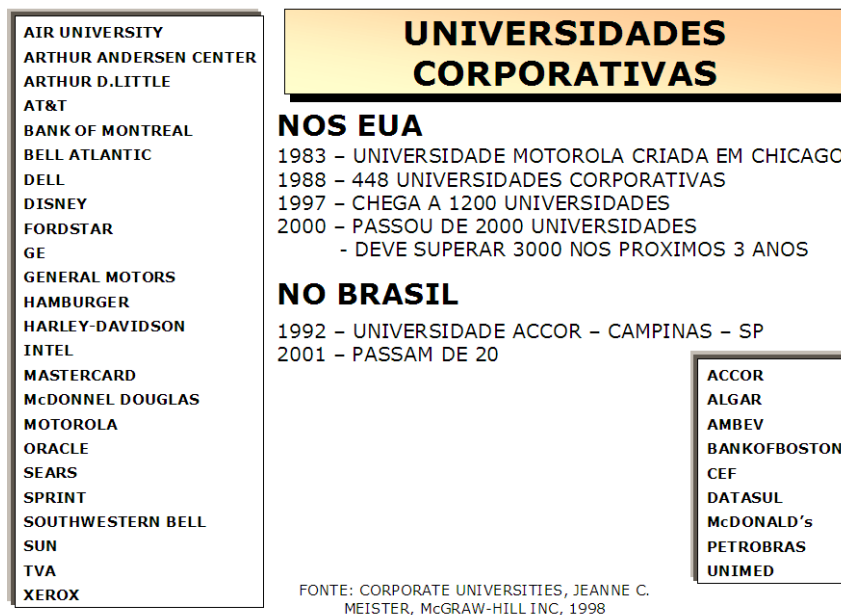 AIR UNIVERSITY
ARTHUR ANDERSEN CENTER
ARTHUR D.LITTLE
AT&T
BANK OF MONTREAL
BELL ATLANTIC
DELL
DISNEY
FORDSTAR
GE
GENERAL MOTORS
HAMBURGER
HARLEY-DAVIDSON
INTEL
MASTERCARD
McDONNEL DOUGLAS
MOTOROLA
ORACLE
SEARS
SPRINT
SOUTHWESTERN BELL
SUN
TVA
XEROX
UNIVERSIDADES
CORPORATIVAS
NOS EUA
1983 – UNIVERSIDADE MOTOROLA CRIADA EM CHICAGO
1988 – 448 UNIVERSIDADES CORPORATIVAS
1997 – CHEGA A 1200 UNIVERSIDADES
2000 – PASSOU DE 2000 UNIVERSIDADES
- DEVE SUPERAR 3000 NOS PROXIMOS 3 ANOS
NO BRASIL
1992 – UNIVERSIDADE ACCOR – CAMPINAS – SP
2001 – PASSAM DE 20
ACCOR
ALGAR
AMBEV
BANKOFBOSTON
CEF
DATASUL
McDONALD's
PETROBRAS
UNIMED
FONTE: CORPORATE UNIVERSITIES, JEANNE C.
MEISTER, McGRAW-HILL INC, 1998